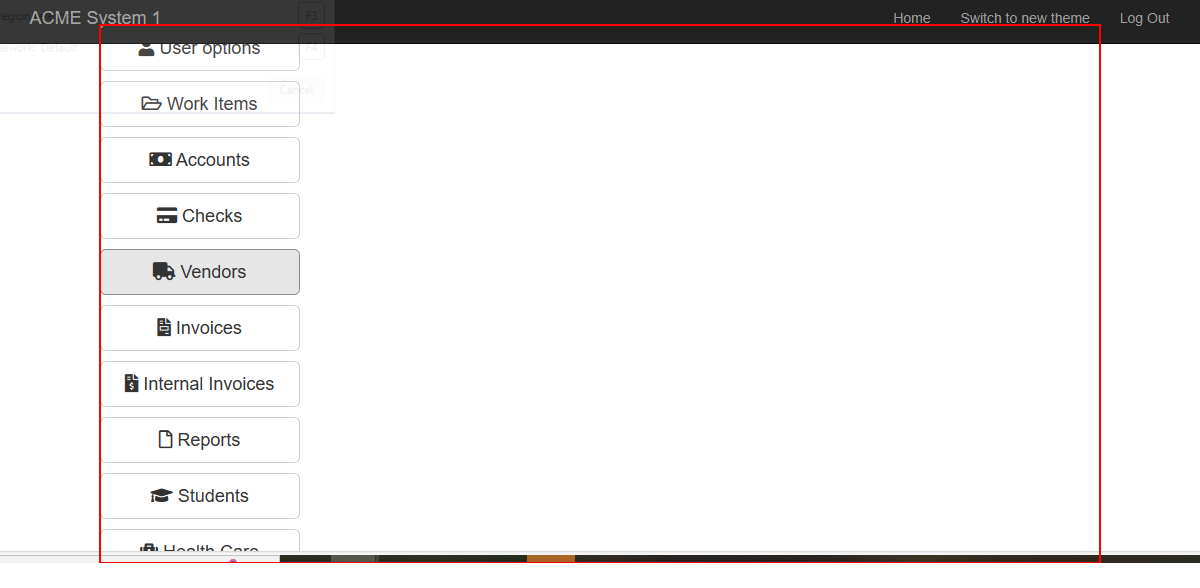 ACME System 1
Home Switch to new theme Log Out
F3
ework: Default
F4
User options
Cancel
Work Items
Accounts
Checks
Vendors
Invoices
Internal Invoices
Reports
Students
Health Care